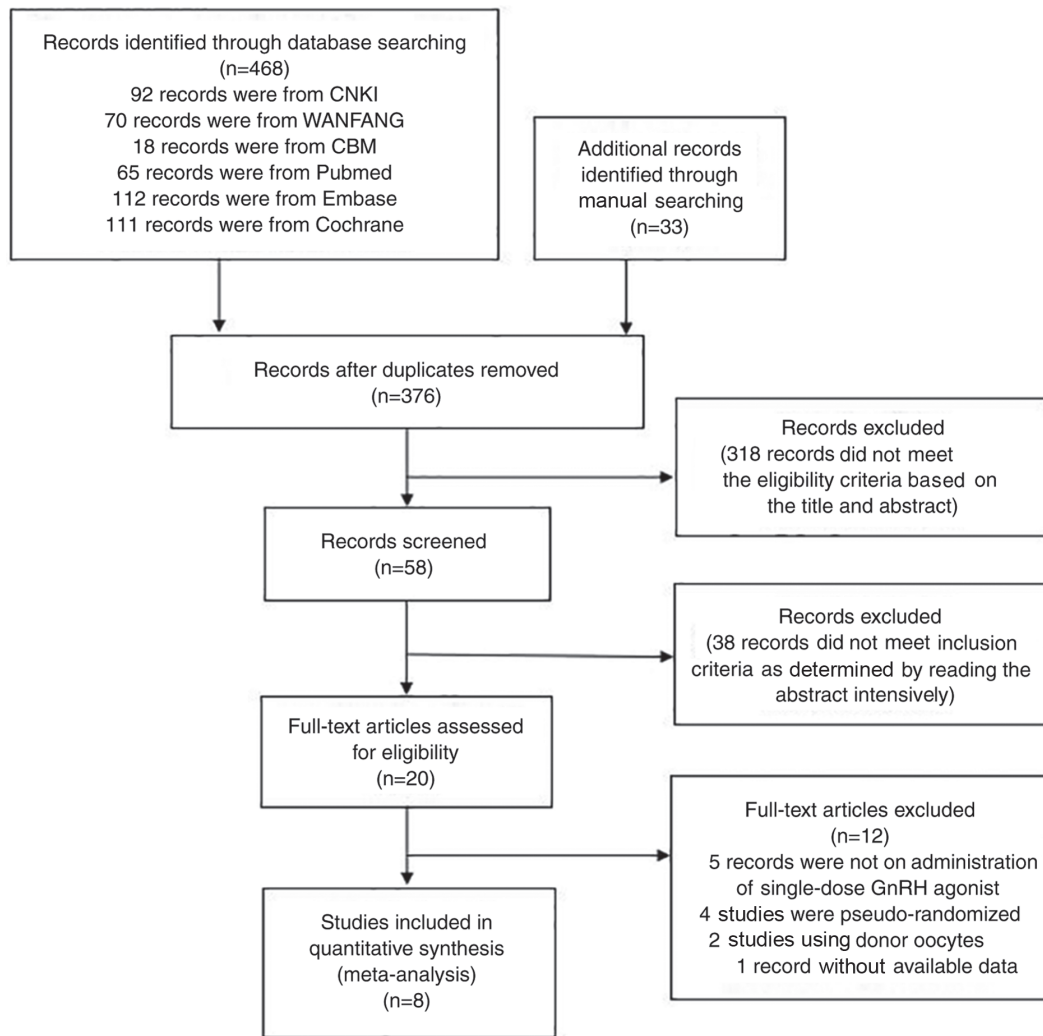 Records identified through database searching
(n=468)
92 records were from CNKI
70 records were from WANFANG
18 records were from CBM
65 records were from Pubmed
112 records were from Embase
111 records were from Cochrane
Additional records
identified through
manual searching
(n=33)
Records after duplicates removed
(n=376)
Records excluded
(318 records did not meet
the eligibility criteria based on
the title and abstract)
Records screened
(n=58)
Records excluded
(38 records did not meet inclusion
criteria as determined by reading the
abstract intensively)
Full-text articles assessed
for eligibility
(n=20)
Full-text articles excluded
(n=12)
5 records were not on administration
of single-dose GnRH agonist
4 studies were pseudo-randomized
2 studies using donor oocytes
1 record without available data
Studies included in
quantitative synthesis
(meta-analysis)
(n=8)